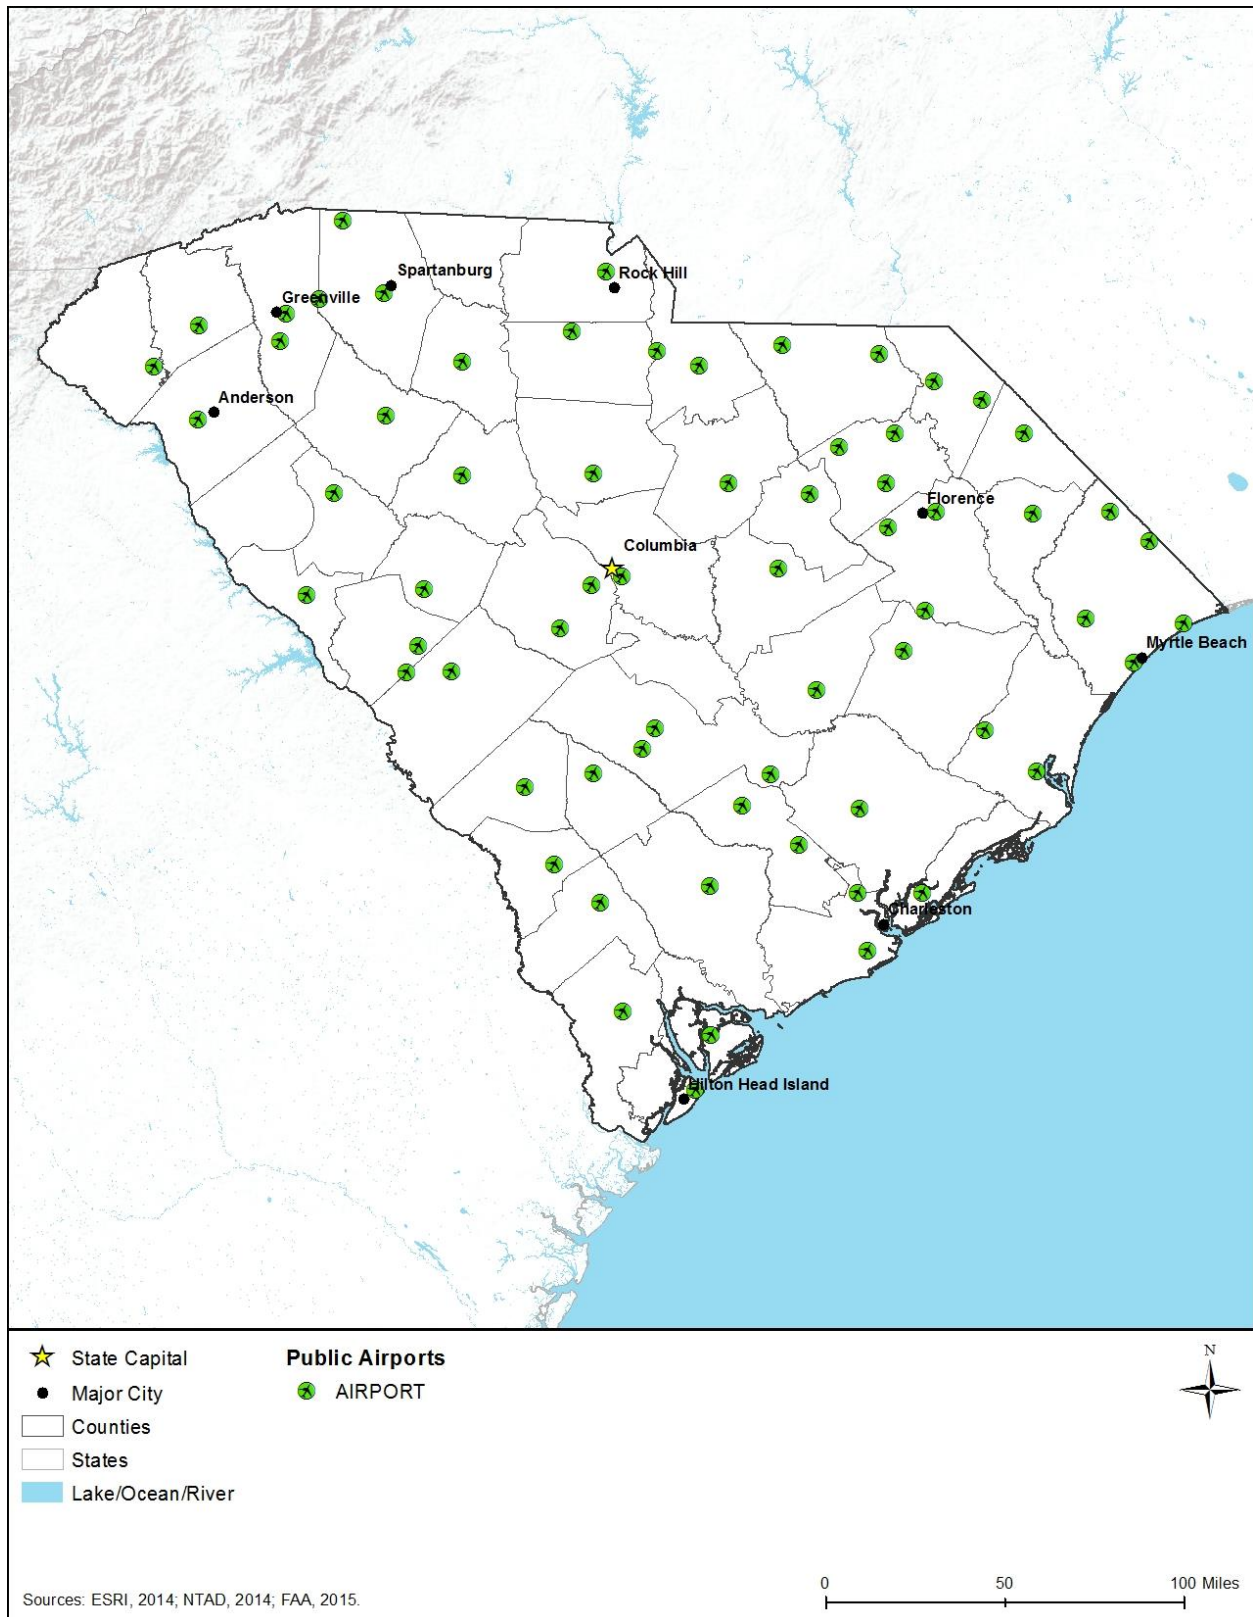 Spartanburg
Rock Hill
Greenville
Anderson
Florence
Columbia
Myrtle Beach
Charleston
Hilton Head Island
State Capital
Public Airports
Major City
AIRPORT
Counties
States
Lake/Ocean/River
N
0 50 100 Miles
Sources: ESRI, 2014; NTAD, 2014; FAA, 2015.